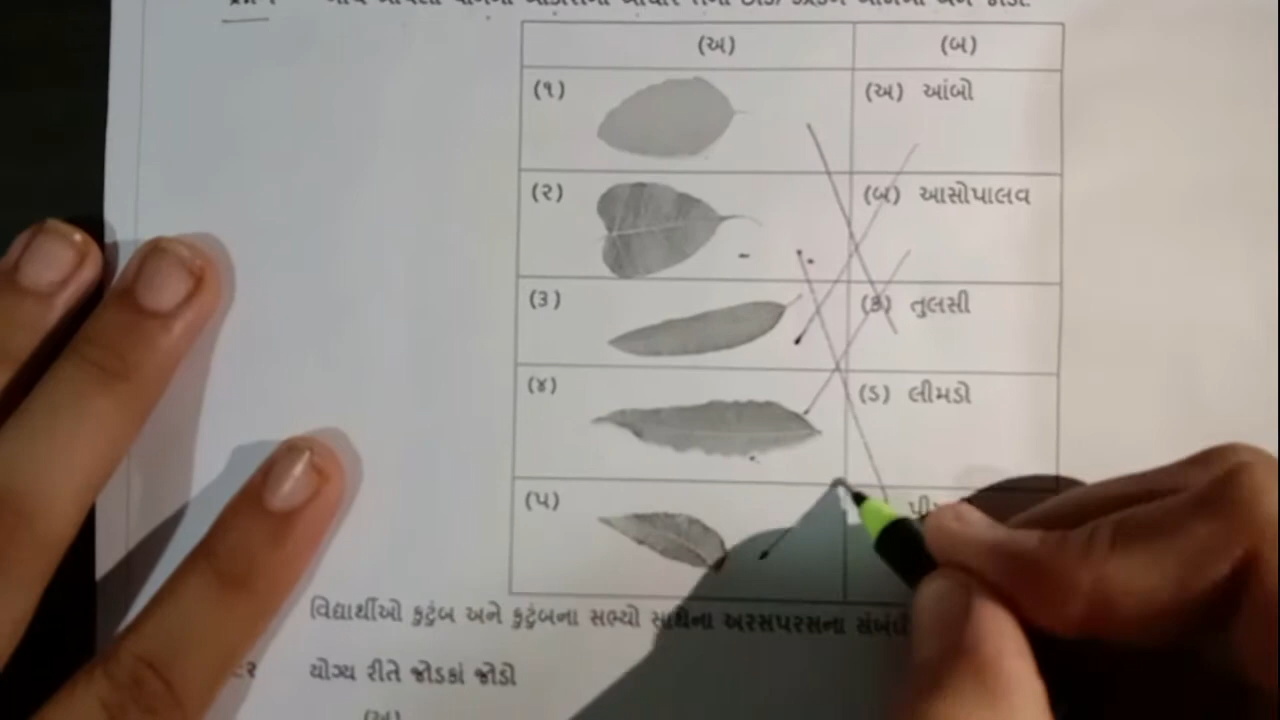 (અ) (બ)
(૧) (અ) આંબો
(૨) (બ) આસોપાલવ
(૩) (ક) તુલસી
(૪) (ડ) લીમડો
(૫)
વિદ્યાર્થીઓ કુટુંબ અને કુટુંબના સભ્યો સાથેના અરસપરસના
યોગ્ય રીતે જોડકાં જોડો
(અ)